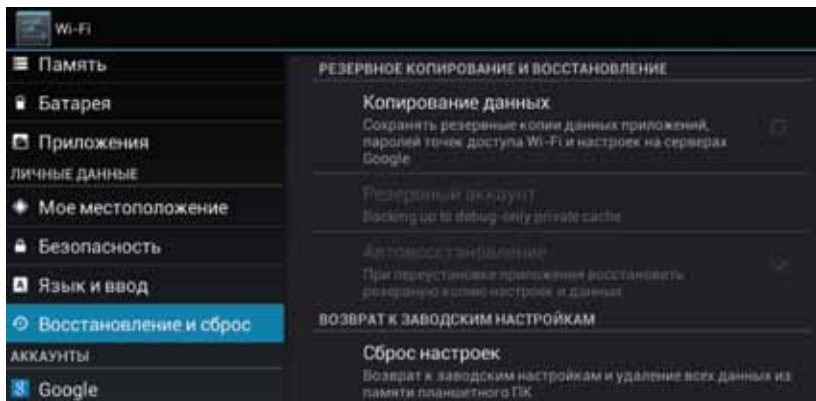 Wi-Fi
Память
Батарея
Приложения
ЛИЧНЫЕ ДАННЫЕ
Мое местоположение
Безопасность
Язык и ввод
Восстановление и сброс
АККАУНТЫ
Google
РЕЗЕРВНОЕ КОПИРОВАНИЕ И ВОССТАНОВЛЕНИЕ
Копирование данных
Сохранять резервные копии данных приложений,
паролей точек доступа Wi-Fi и настроек на серверах
Google
Резервный аккаунт
Backing up to debug-only private cache
Автовосстановление
При переустановке приложения восстановить
резервную копию настроек и данных
ВОЗВРАТ К ЗАВОДСКИМ НАСТРОЙКАМ
Сброс настроек
Возврат к заводским настройкам и удаление всех данных из
памяти планшетного ПК